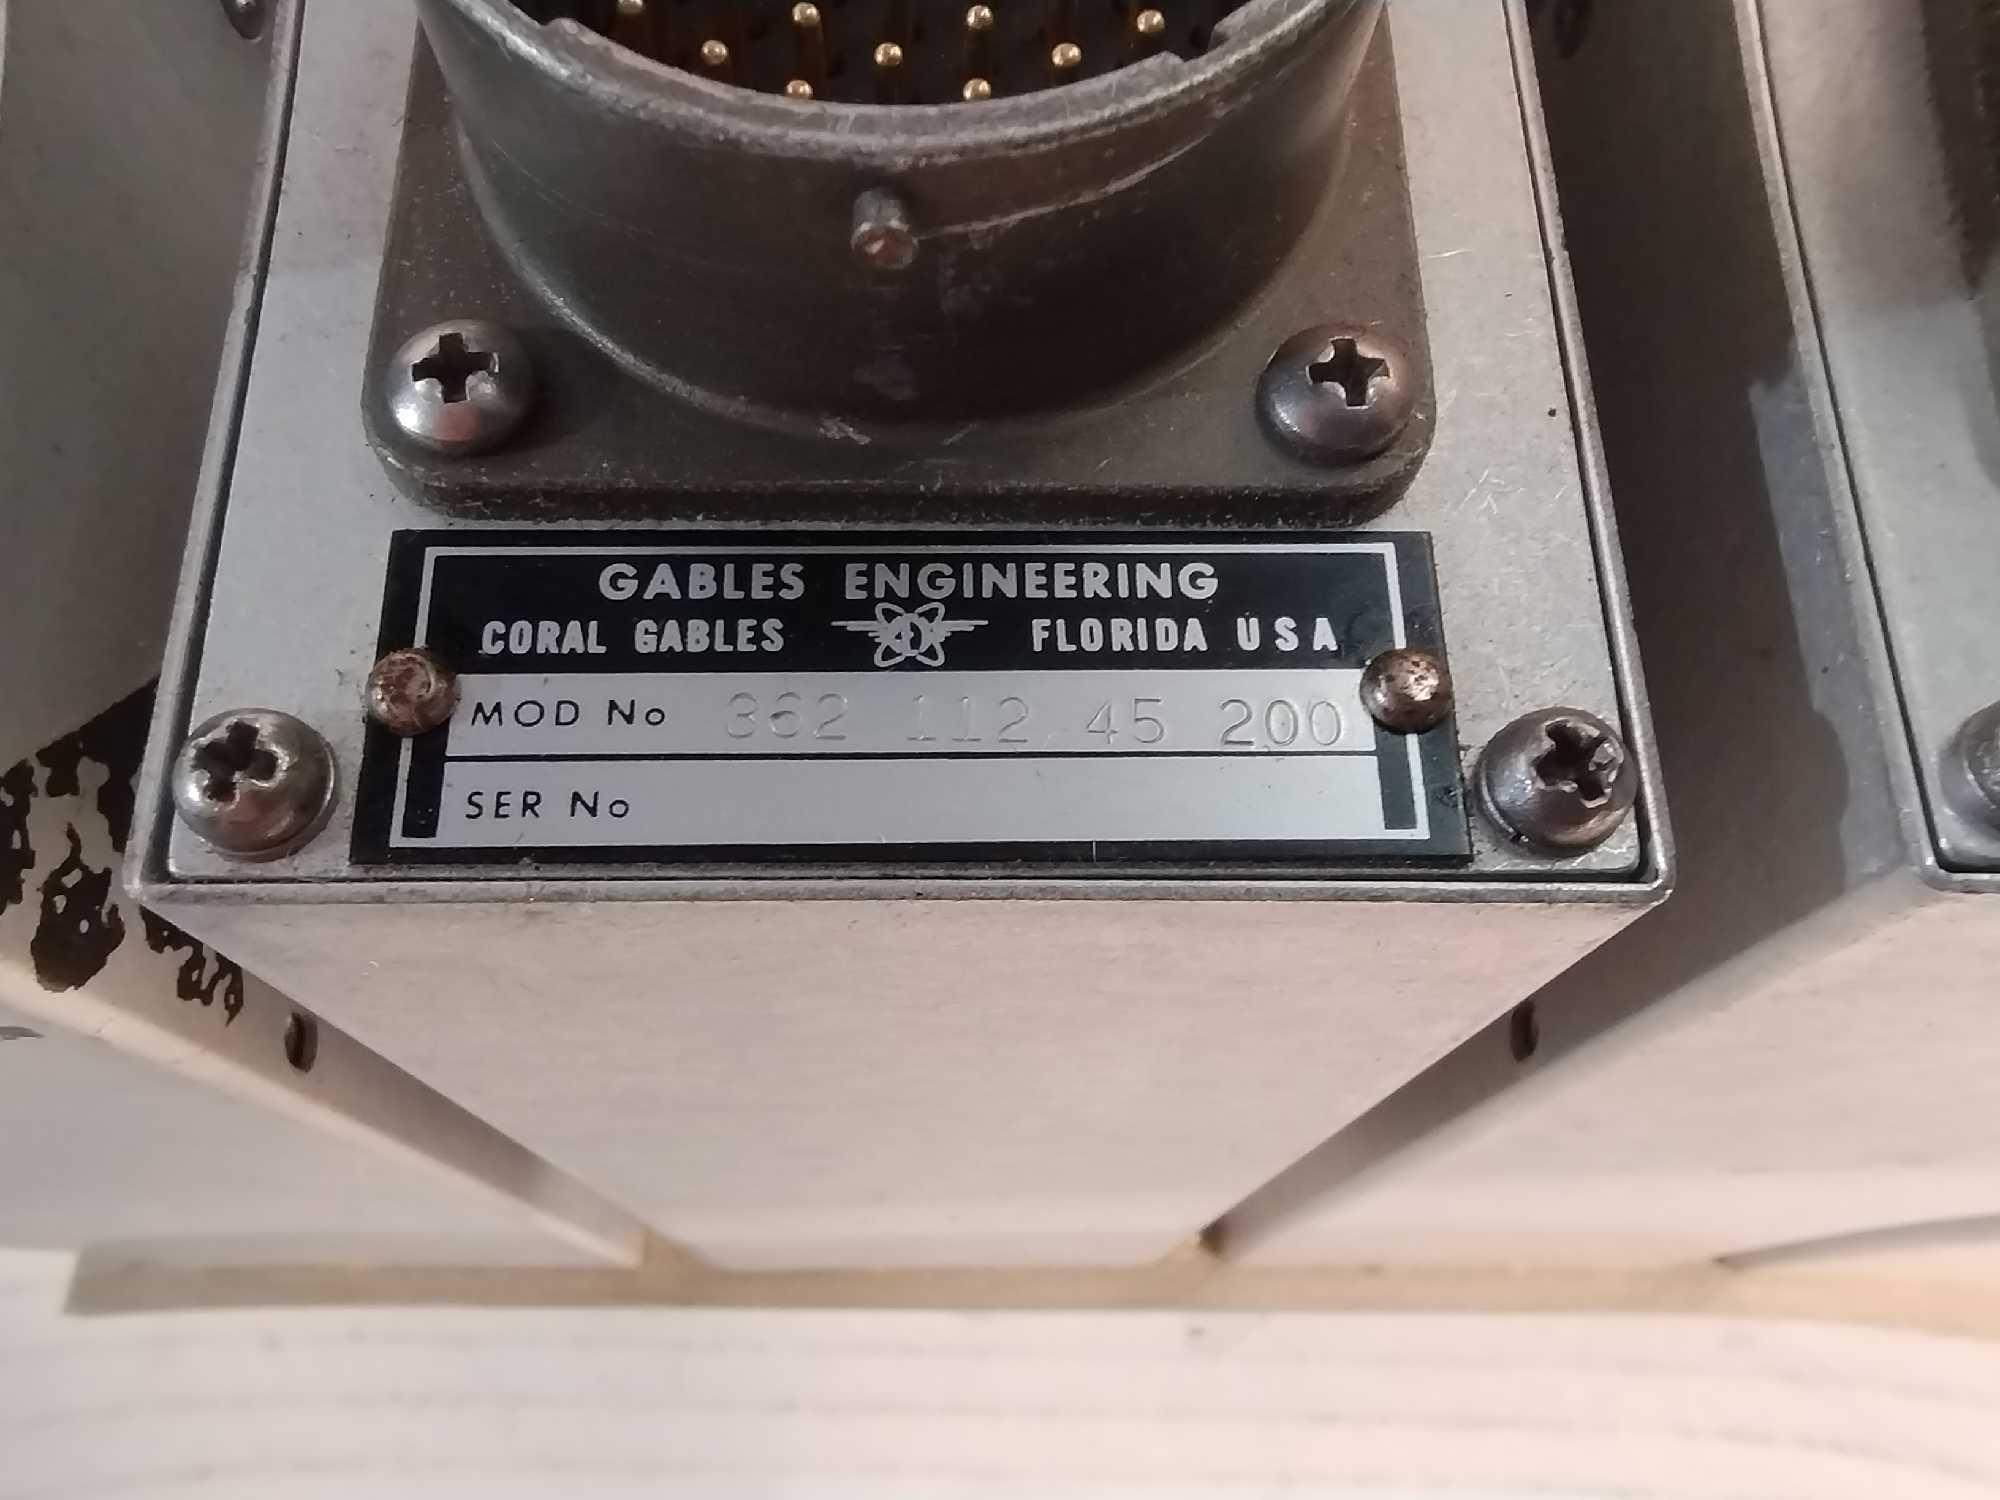 GABLES ENGINEERING
CORAL GABLES FLORIDA USA
MOD No 362 112 45 200
SER No